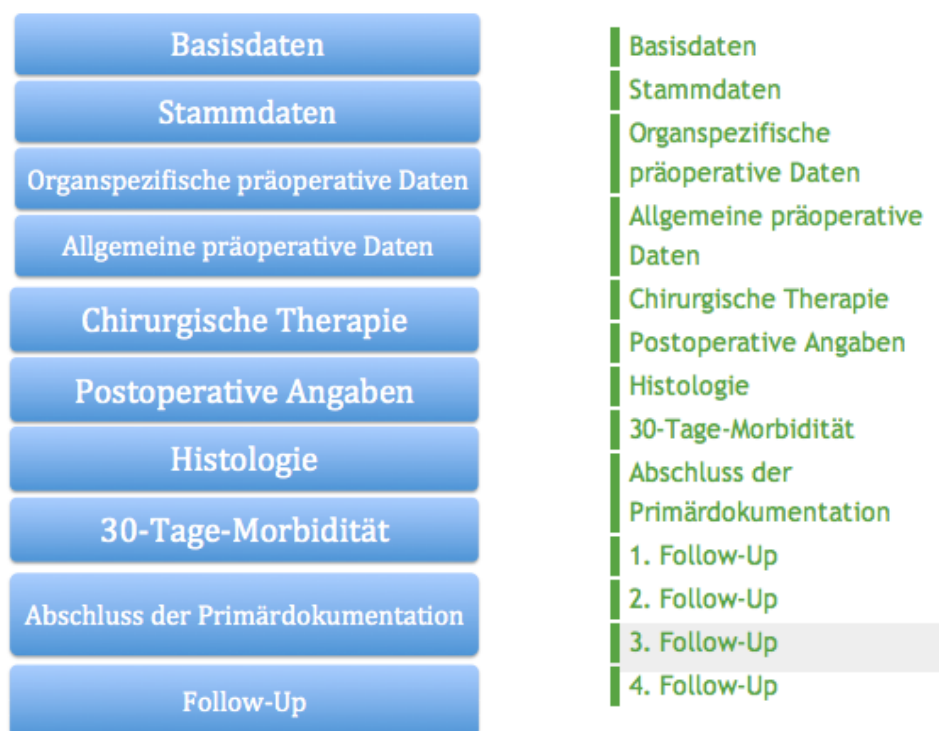 Basisdaten
Stammdaten
Organspezifische präoperative Daten
Allgemeine präoperative Daten
Chirurgische Therapie
Postoperative Angaben
Histologie
30-Tage-Morbidität
Abschluss der Primärdokumentation
Follow-Up
Basisdaten
Stammdaten
Organspezifische
präoperative Daten
Allgemeine präoperative
Daten
Chirurgische Therapie
Postoperative Angaben
Histologie
30-Tage-Morbidität
Abschluss der
Primärdokumentation
1. Follow-Up
2. Follow-Up
3. Follow-Up
4. Follow-Up